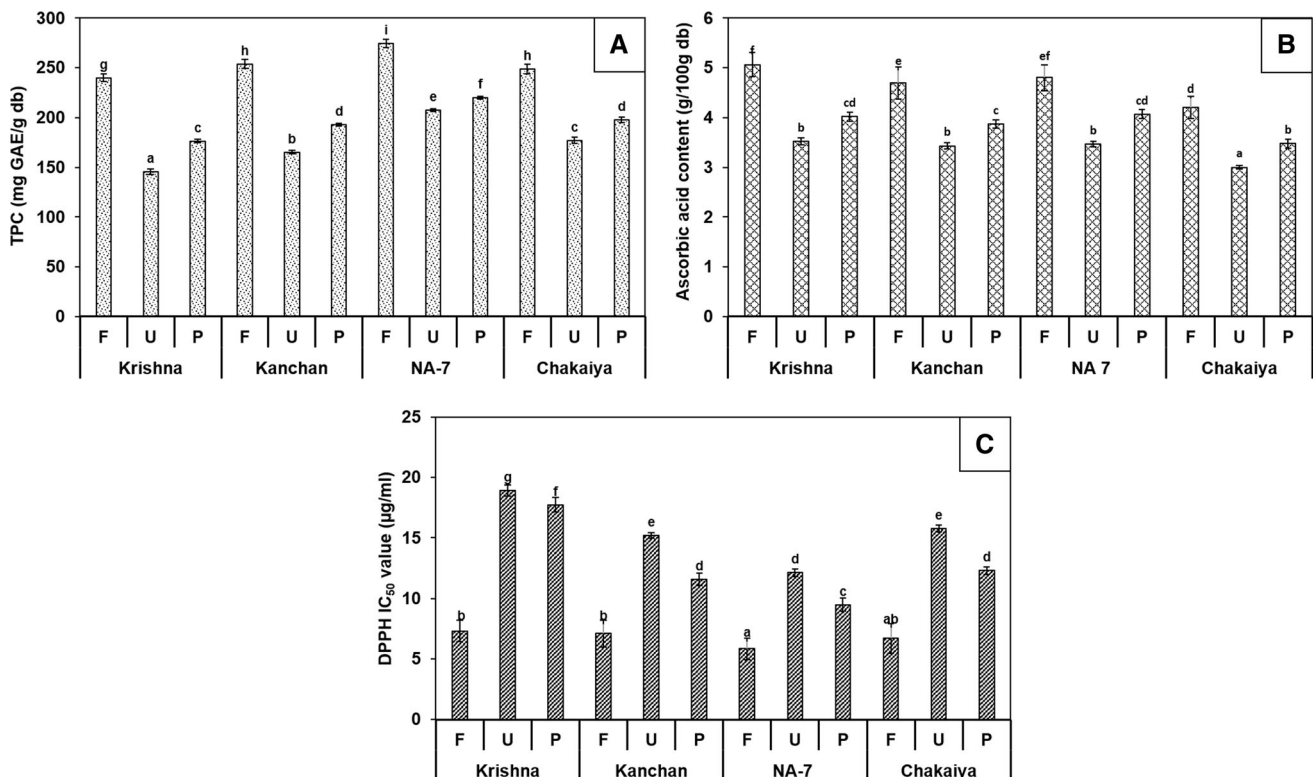 A
TPC (mg GAE/g db)
300
250
200
150
100
50
0
g
a
c
h
b
d
i
e
f
h
c
d
F U P F U P F U P F U P
Krishna Kanchan NA-7 Chakaiya
B
Ascorbic acid content (g/100g db)
6
5
4
3
2
1
0
f
b
cd
e
b
c
ef
b
cd
d
a
b
F U P F U P F U P F U P
Krishna Kanchan NA 7 Chakaiya
C
DPPH IC50 value (µg/ml)
25
20
15
10
5
0
b
g
f
b
e
d
a
d
c
ab
e
d
F U P F U P F U P F U P
Krishna Kanchan NA-7 Chakaiya